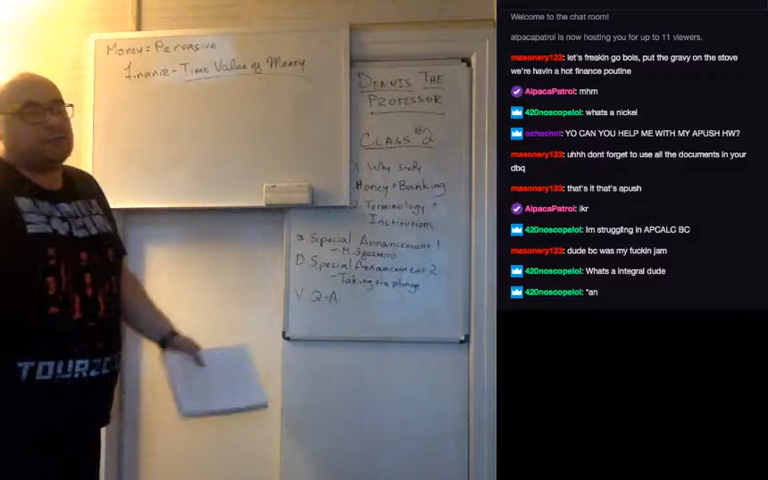 Money = Pervasive
Finance - Time Value of Money
DENNIS THE
PROFESSOR
CLASS #2
1. Why study
Money + Banking
2. Terminology +
Institutions
3 Special Announcement 1
D Special Announcement 2
- Taking the plunge
V Q-A
TOURZ
Welcome to the chat room!
alpacapatrol is now hosting you for up to 11 viewers.
masonery123: let's freakin go bois, put the gravy on the stove
we're havin a hot finance poutine
AlpacaPatrol: mhm
420noscopelol: whats a nickel
ochochoi: YO CAN YOU HELP ME WITH MY APUSH HW?
masonery123: uhhh dont forget to use all the documents in your
dbq
masonery123: that's it that's apush
AlpacaPatrol: ikr
420noscopelol: Im struggling in APCALC BC
masonery123: dude bc was my fuckin jam
420noscopelol: Whats a integral dude
420noscopelol: *an